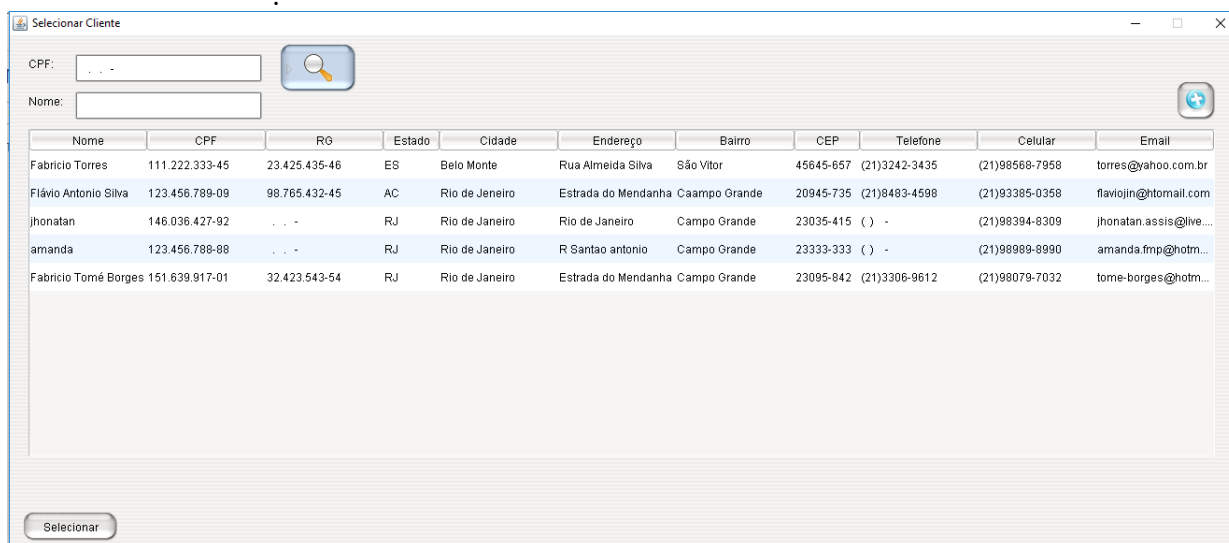 Selecionar Cliente
CPF: . . -
Nome:
Nome CPF RG Estado Cidade Endereço Bairro CEP Telefone Celular Email
Fabricio Torres 111.222.333-45 23.425.435-46 ES Belo Monte Rua Almeida Silva São Vitor 45645-657 (21)3242-3435 (21)98568-7958 torres@yahoo.com.br
Flávio Antonio Silva 123.456.789-09 98.765.432-45 AC Rio de Jeneiro Estrada do Mendanha Caampo Grande 20945-735 (21)8483-4598 (21)93385-0358 flaviojin@htomail.com
jhonatan 146.036.427-92 . . - RJ Rio de Janeiro Rio de Janeiro Campo Grande 23035-415 ( ) - (21)98394-8309 jhonatan.assis@live....
amanda 123.456.788-88 . . - RJ Rio de Janeiro R Santao antonio Campo Grande 23333-333 ( ) - (21)98989-8990 amanda.fmp@hotm...
Fabricio Tomé Borges 151.639.917-01 32.423.543-54 RJ Rio de Janeiro Estrada do Mendanha Campo Grande 23095-842 (21)3306-9612 (21)98079-7032 tome-borges@hotm...
Selecionar